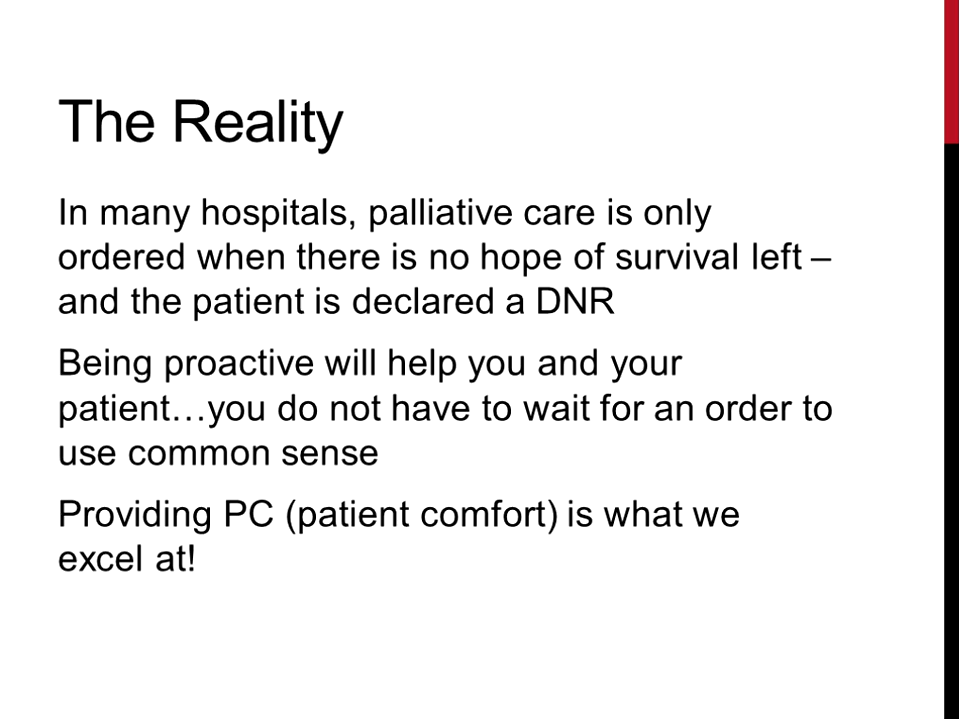 The Reality
In many hospitals, palliative care is only
ordered when there is no hope of survival left –
and the patient is declared a DNR
Being proactive will help you and your
patient…you do not have to wait for an order to
use common sense
Providing PC (patient comfort) is what we
excel at!